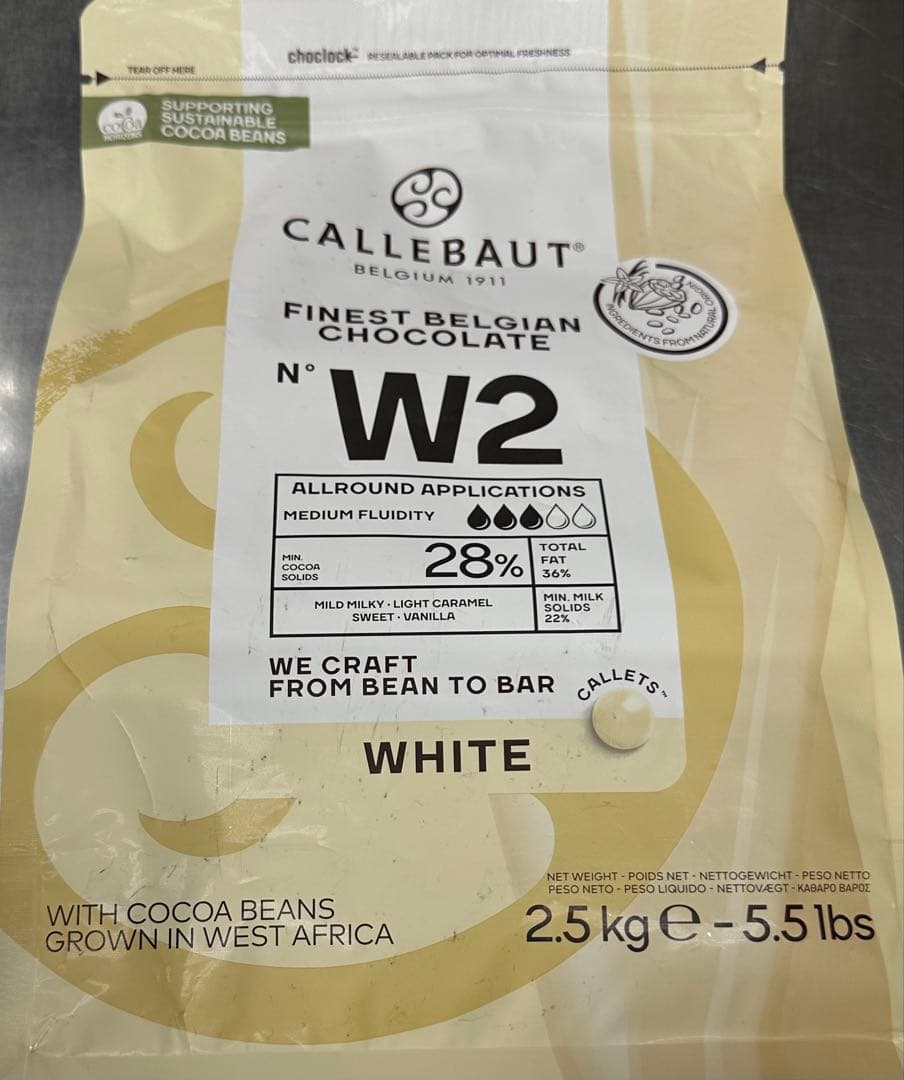 choclock™ RESEALABLE PACK FOR OPTIMAL FRESHNESS
TEAR OFF HERE
COCOA
HORIZONS
SUPPORTING
SUSTAINABLE
COCOA BEANS
CALLEBAUT®
BELGIUM 1911
INGREDIENTS FROM NATURAL ORIGIN
FINEST BELGIAN
CHOCOLATE
N° W2
ALLROUND APPLICATIONS
MEDIUM FLUIDITY
MIN.
COCOA
SOLIDS
28%
TOTAL
FAT
36%
MILD MILKY · LIGHT CARAMEL
SWEET · VANILLA
MIN. MILK
SOLIDS
22%
WE CRAFT
FROM BEAN TO BAR
CALLETS™
WHITE
NET WEIGHT - POIDS NET - NETTOGEWICHT - PESO NETTO
PESO NETO - PESO LIQUIDO - NETTOVÆGT - ΚΑΘΑΡΟ ΒΑΡΟΣ
2.5 kg e - 5.5 lbs
WITH COCOA BEANS
GROWN IN WEST AFRICA